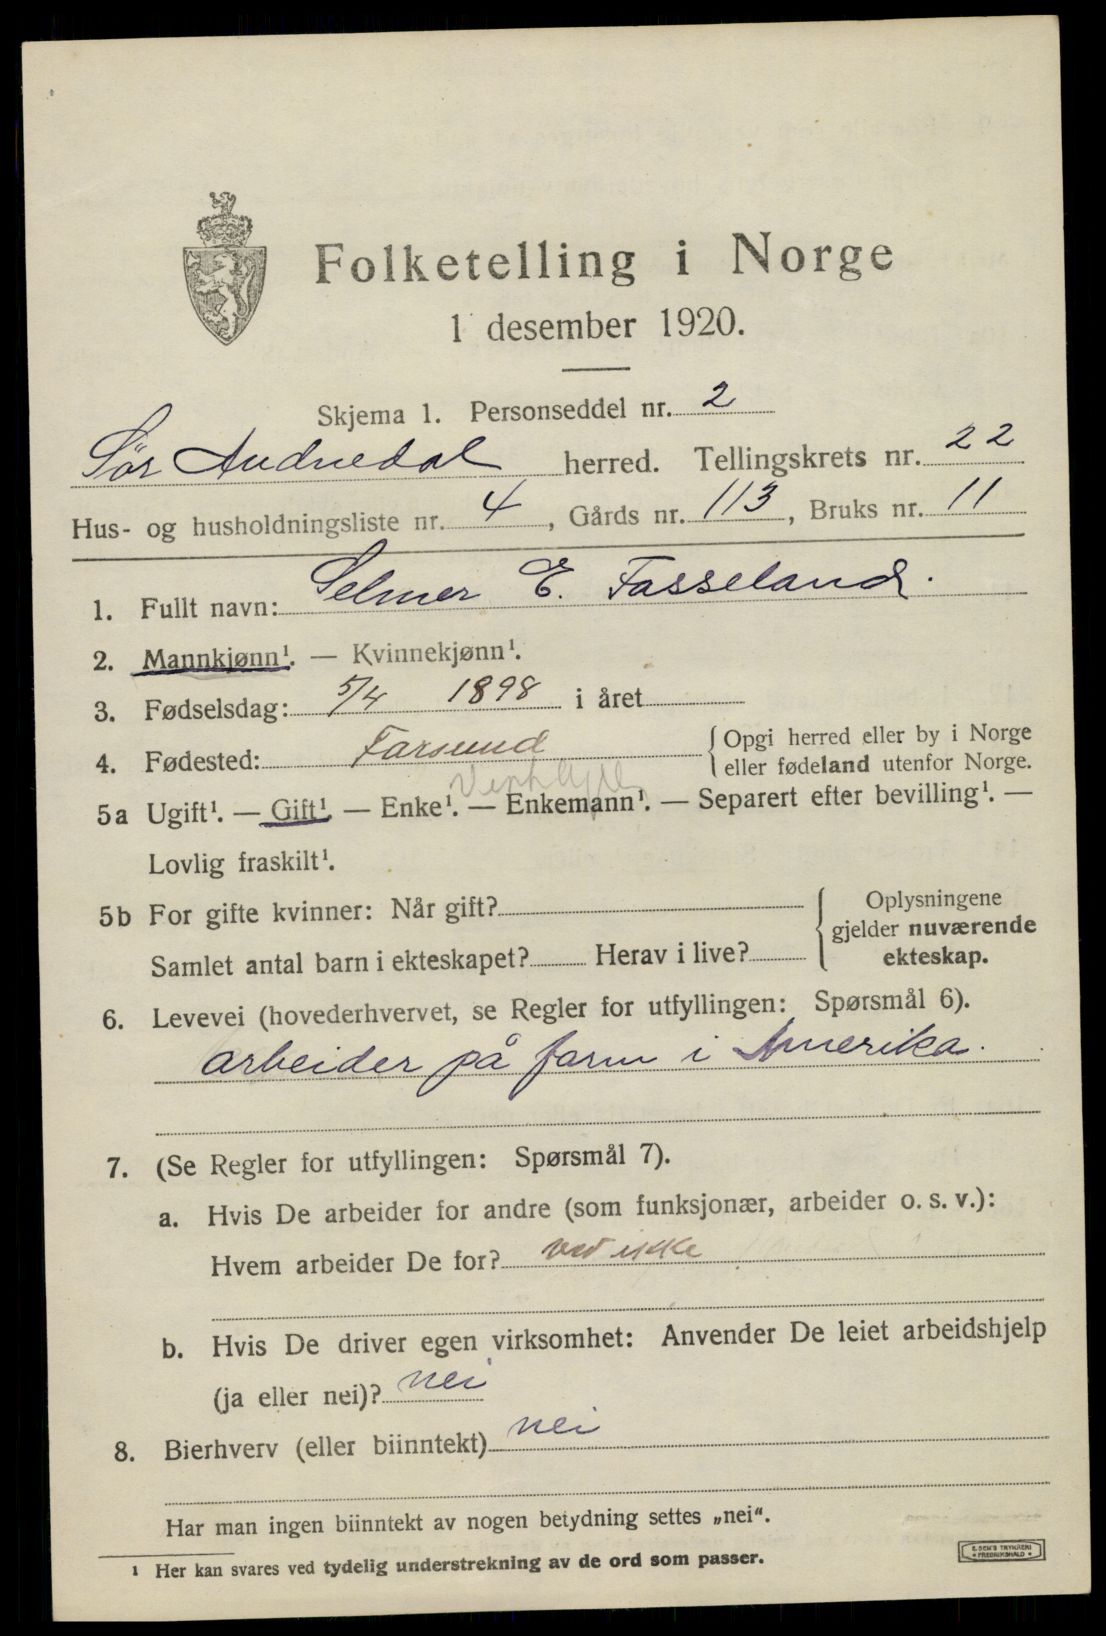 Folketelling i Norge
1 desember 1920.
Skjema 1. Personseddel nr. 2
Sør Audnedal herred. Tellingskrets nr. 22
Hus- og husholdningsliste nr. 4, Gårds nr. 113, Bruks nr. 11
1. Fullt navn: Selmer E. Fasseland.
2. Mannkjønn¹. — Kvinnekjønn¹.
3. Fødselsdag: 5/4 1898 i året
4. Fødested: Farsund { Opgi herred eller by i Norge
eller fødeland utenfor Norge.
5a Ugift¹. — Gift¹. — Enke¹. — Enkemann¹. — Separert efter bevilling¹. —
Lovlig fraskilt¹.
5b For gifte kvinner: Når gift? { Oplysningene
gjelder nuværende
Samlet antal barn i ekteskapet? Herav i live? ekteskap.
6. Levevei (hovederhvervet, se Regler for utfyllingen: Spørsmål 6).
arbeider på farm i Amerika.
7. (Se Regler for utfyllingen: Spørsmål 7).
a. Hvis De arbeider for andre (som funksjonær, arbeider o. s. v.):
Hvem arbeider De for? ved ikke
b. Hvis De driver egen virksomhet: Anvender De leiet arbeidshjelp
(ja eller nei)? nei
8. Bierhverv (eller biinntekt) nei
Har man ingen biinntekt av nogen betydning settes „nei“.
¹ Her kan svares ved tydelig understrekning av de ord som passer.
E. SEM'S TRYKKERI
* FREDRIKSHALD *